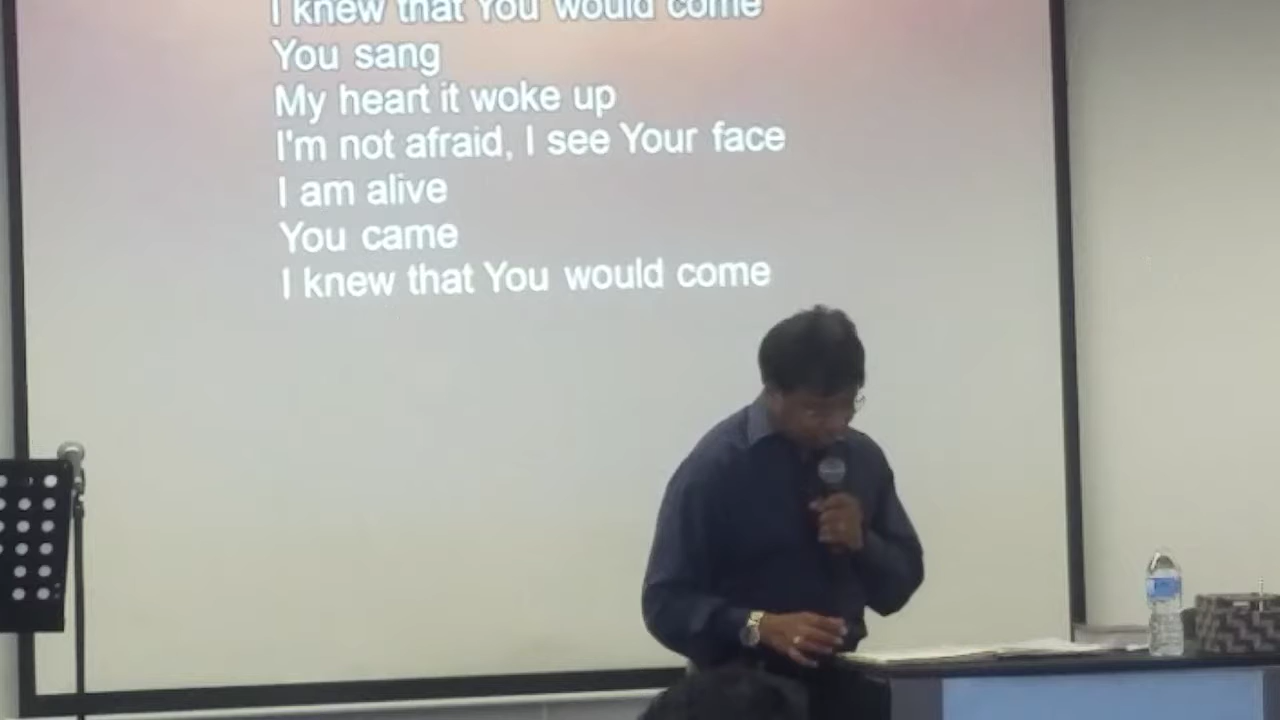 I knew that You would come
You sang
My heart it woke up
I'm not afraid, I see Your face
I am alive
You came
I knew that You would come